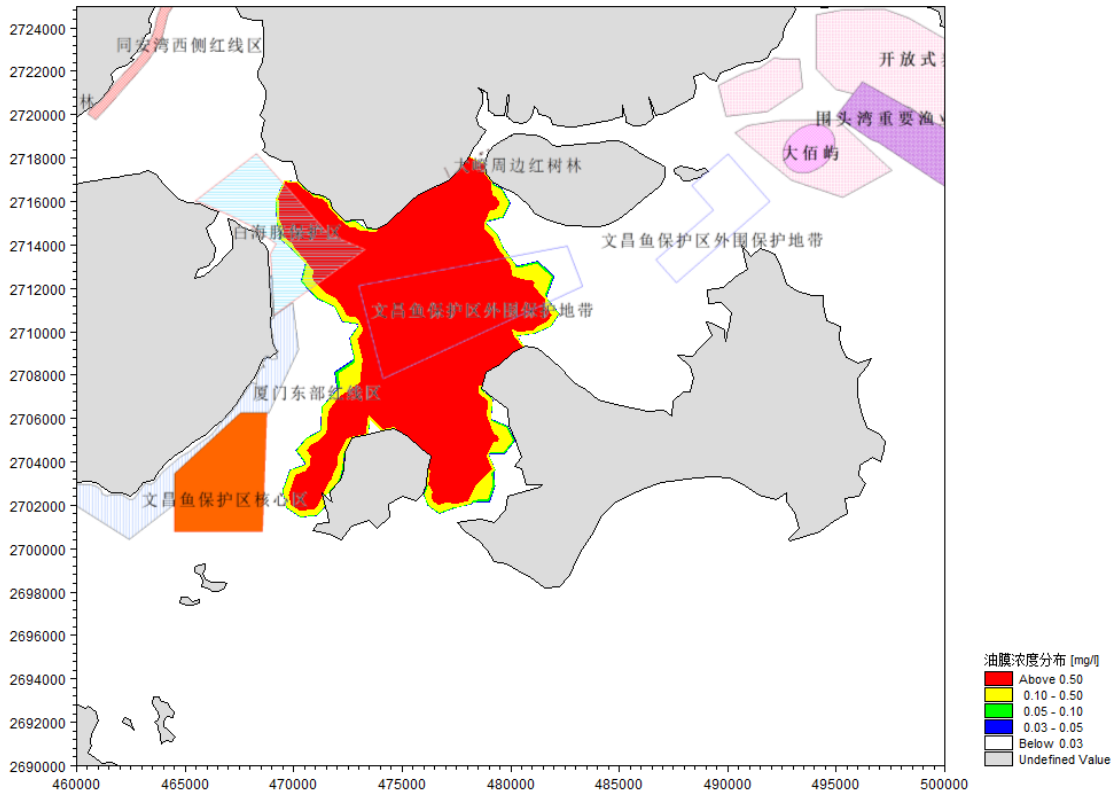 2724000
2722000
2720000
2718000
2716000
2714000
2712000
2710000
2708000
2706000
2704000
2702000
2700000
2698000
2696000
2694000
2692000
2690000
460000
465000
470000
475000
480000
485000
490000
495000
500000
同安湾西侧红线区
林
开放式
围头湾重要渔
大佰屿
大嶝周边红树林
白海豚保护区
文昌鱼保护区外围保护地带
文昌鱼保护区外围保护地带
厦门东部红线区
文昌鱼保护区核心区
油膜浓度分布 [mg/l]
Above 0.50
0.10 - 0.50
0.05 - 0.10
0.03 - 0.05
Below 0.03
Undefined Value